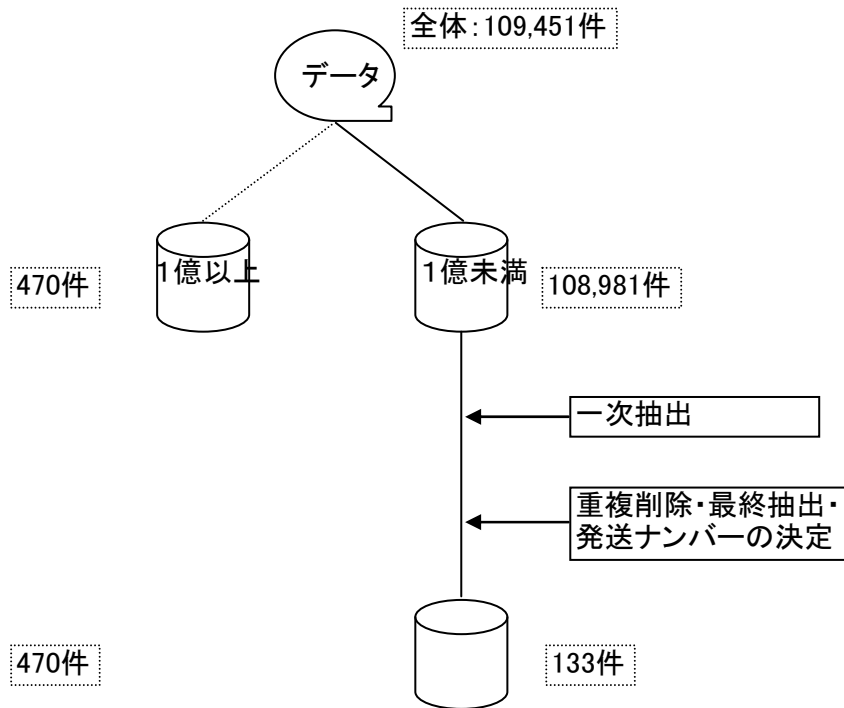 全体：109,451件
データ
470件
1億以上
1億未満
108,981件
一次抽出
重複削除・最終抽出・
発送ナンバーの決定
470件
133件